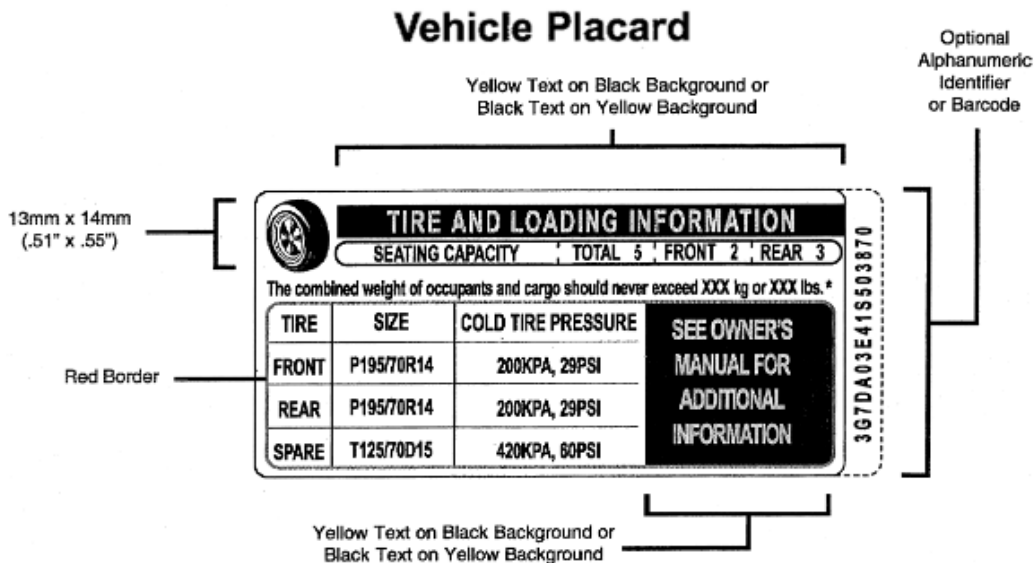 Vehicle Placard
Optional
Alphanumeric
Identifier
or Barcode
Yellow Text on Black Background or
Black Text on Yellow Background
13mm x 14mm
(.51" x .55")
TIRE AND LOADING INFORMATION
SEATING CAPACITY TOTAL 5 FRONT 2 REAR 3
The combined weight of occupants and cargo should never exceed XXX kg or XXX lbs.*
TIRE SIZE COLD TIRE PRESSURE
FRONT P195/70R14 200KPA, 29PSI
REAR P195/70R14 200KPA, 29PSI
SPARE T125/70D15 420KPA, 60PSI
SEE OWNER'S
MANUAL FOR
ADDITIONAL
INFORMATION
3G7DA03E41S503870
Red Border
Yellow Text on Black Background or
Black Text on Yellow Background